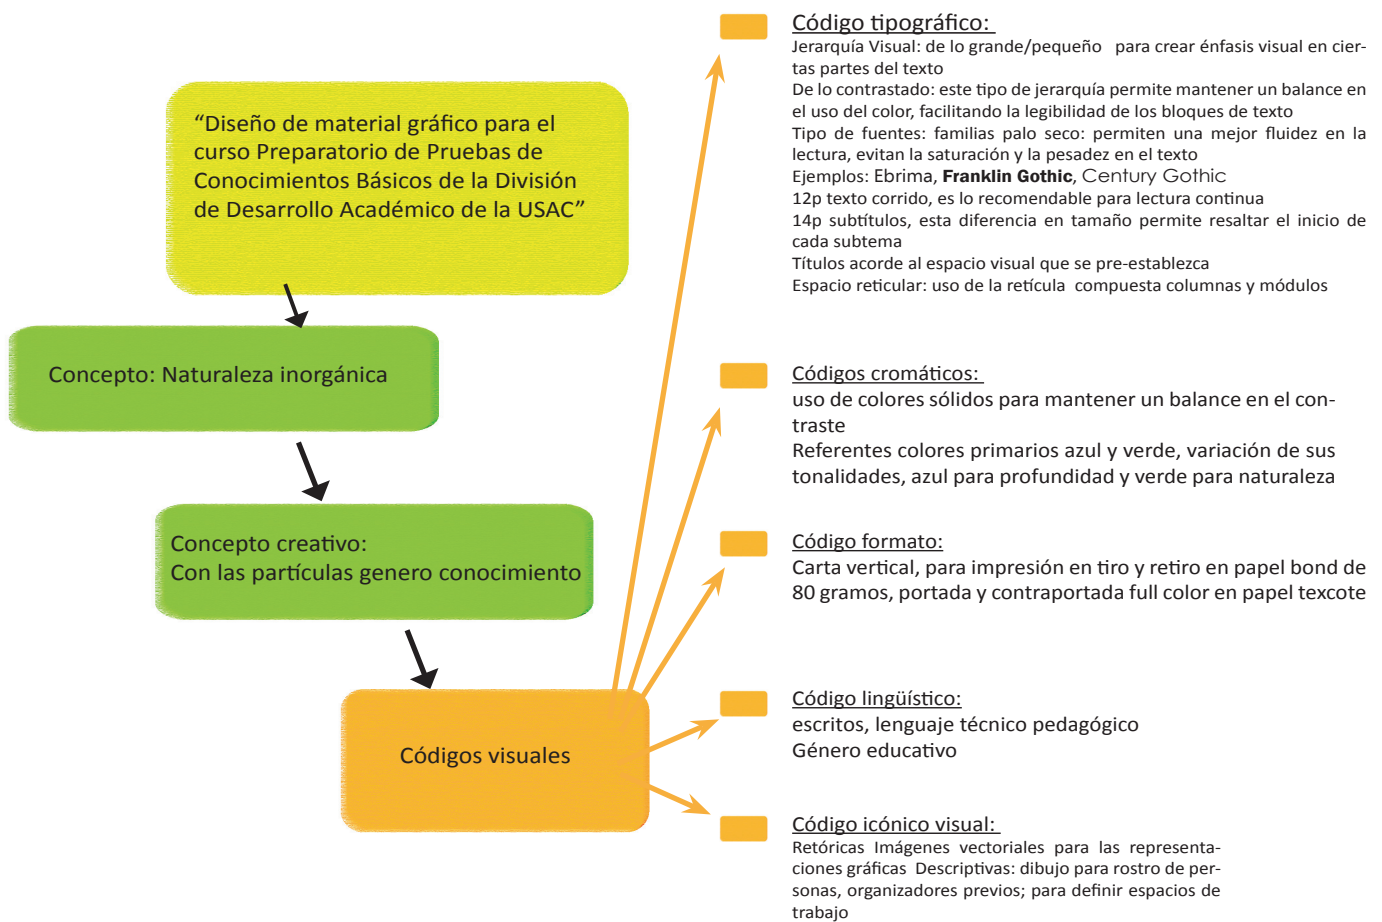 “Diseño de material gráfico para el
curso Preparatorio de Pruebas de
Conocimientos Básicos de la División
de Desarrollo Académico de la USAC”
Concepto: Naturaleza inorgánica
Concepto creativo:
Con las partículas genero conocimiento
Códigos visuales
Código tipográfico:
Jerarquía Visual: de lo grande/pequeño para crear énfasis visual en cier-
tas partes del texto
De lo contrastado: este tipo de jerarquía permite mantener un balance en
el uso del color, facilitando la legibilidad de los bloques de texto
Tipo de fuentes: familias palo seco: permiten una mejor fluidez en la
lectura, evitan la saturación y la pesadez en el texto
Ejemplos: Ebrima, Franklin Gothic, Century Gothic
12p texto corrido, es lo recomendable para lectura continua
14p subtítulos, esta diferencia en tamaño permite resaltar el inicio de
cada subtema
Títulos acorde al espacio visual que se pre-establezca
Espacio reticular: uso de la retícula compuesta columnas y módulos
Códigos cromáticos:
uso de colores sólidos para mantener un balance en el con-
traste
Referentes colores primarios azul y verde, variación de sus
tonalidades, azul para profundidad y verde para naturaleza
Código formato:
Carta vertical, para impresión en tiro y retiro en papel bond de
80 gramos, portada y contraportada full color en papel texcote
Código lingüístico:
escritos, lenguaje técnico pedagógico
Género educativo
Código icónico visual:
Retóricas Imágenes vectoriales para las representa-
ciones gráficas Descriptivas: dibujo para rostro de per-
sonas, organizadores previos; para definir espacios de
trabajo